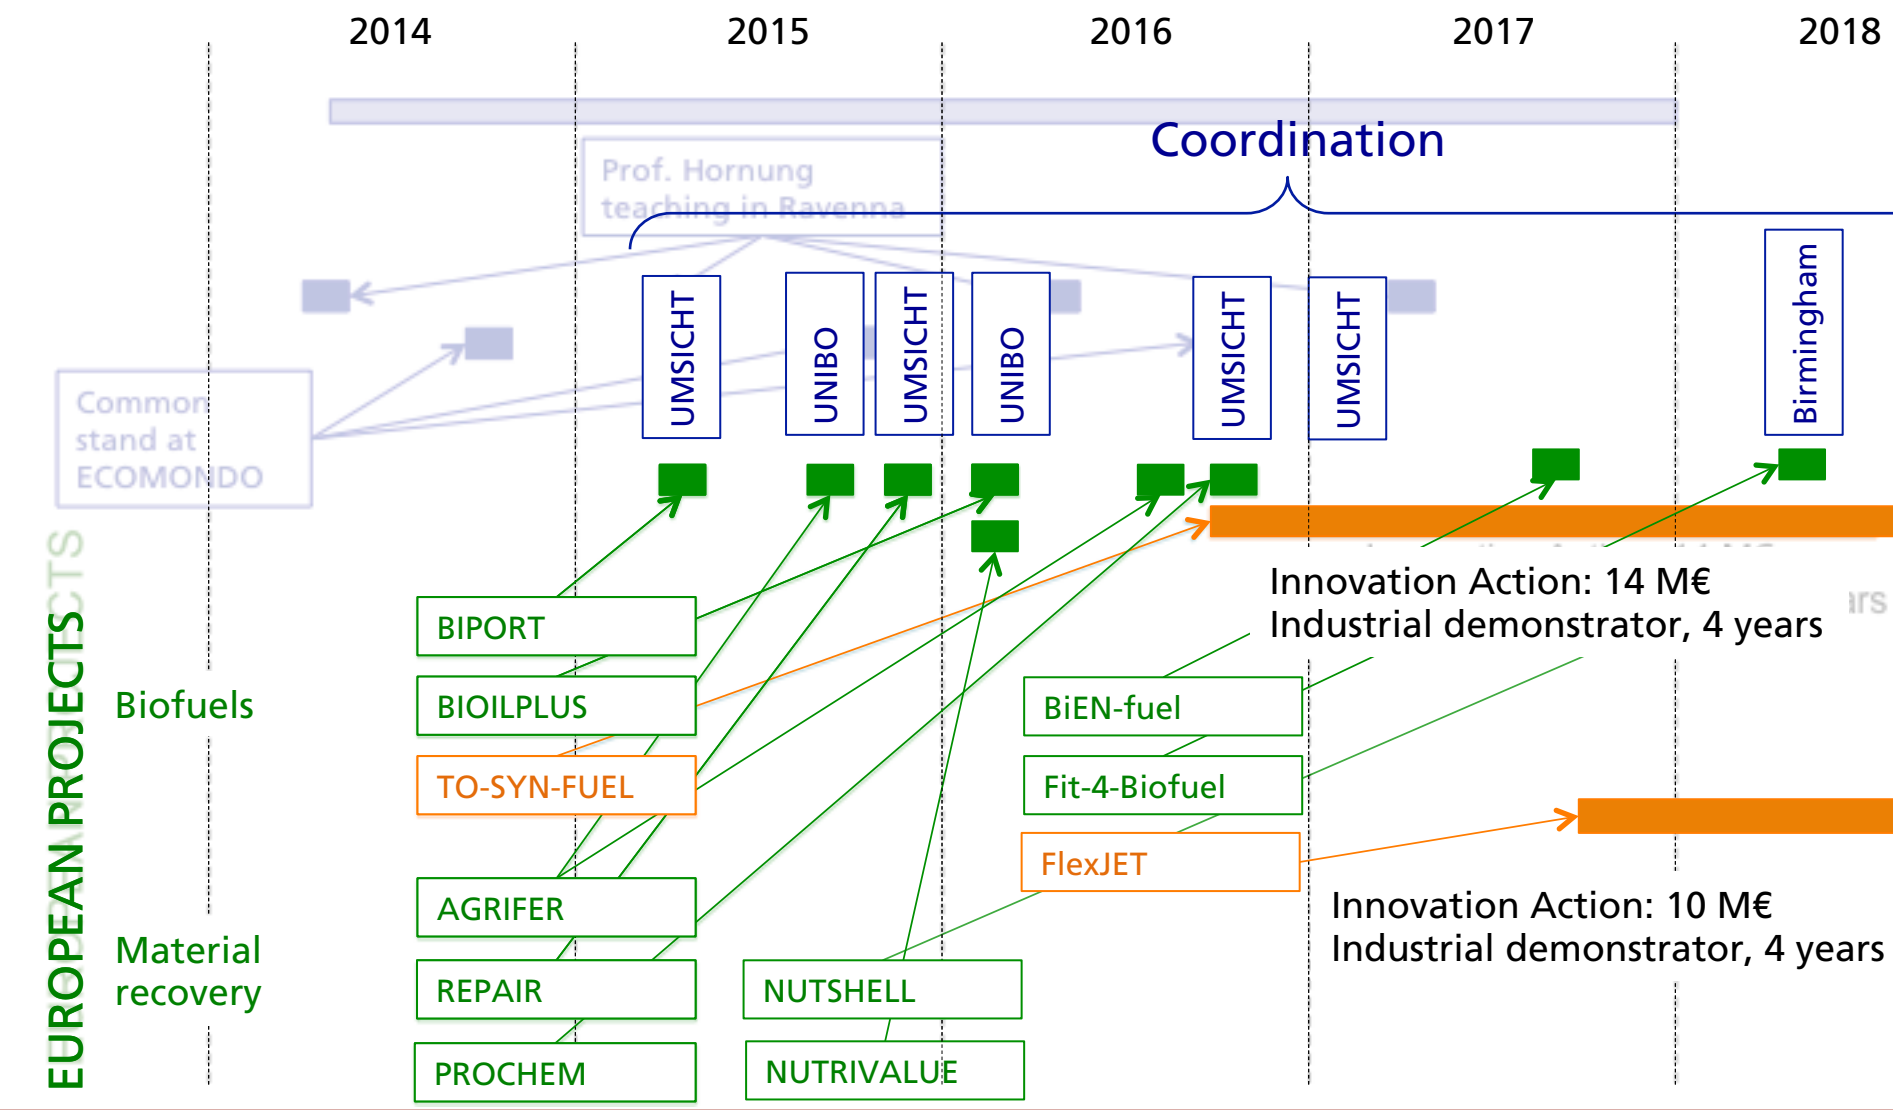 2014
2015
2016
2017
2018
Coordination
Prof. Hornung
teaching in Ravenna
UMSICHT
UNIBO
UMSICHT
UNIBO
UMSICHT
UMSICHT
Birmingham
Common
stand at
ECOMONDO
Innovation Action: 14 M€
Industrial demonstrator, 4 years
EUROPEAN PROJECTS
Biofuels
BIPORT
BIOILPLUS
TO-SYN-FUEL
BiEN-fuel
Fit-4-Biofuel
FlexJET
Innovation Action: 10 M€
Industrial demonstrator, 4 years
Material
recovery
AGRIFER
REPAIR
PROCHEM
NUTSHELL
NUTRIVALUE